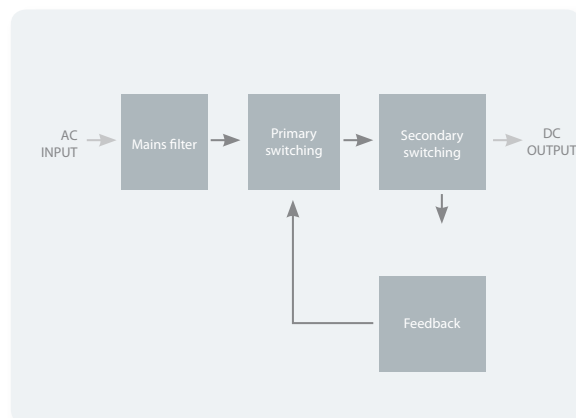 AC
INPUT
Mains filter
Primary
switching
Secondary
switching
DC
OUTPUT
Feedback